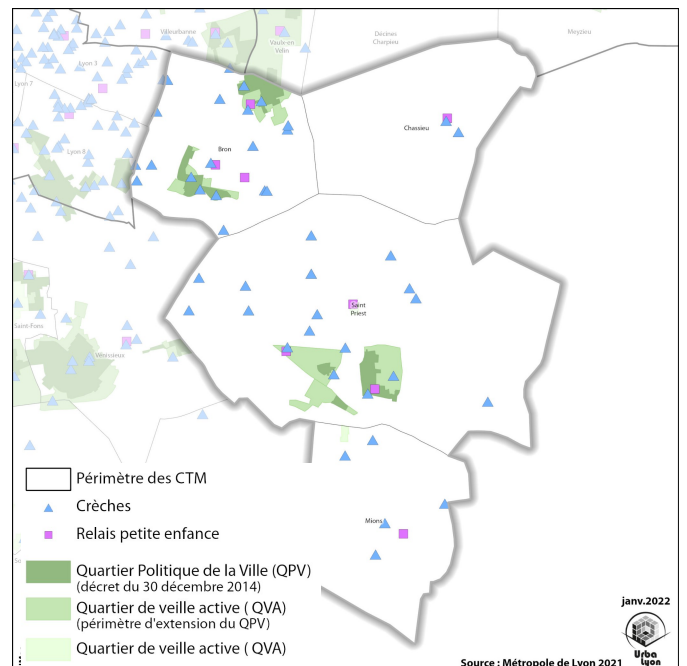 Villeurbanne
Vaulx en
Velin
Décines
Charpieu
Meyzieu
Lyon 3
Lyon 7
Chassieu
Bron
Lyon 8
Saint
Priest
Saint-Fons
Vénissieux
Mions
Périmètre des CTM
Crèches
Relais petite enfance
Quartier Politique de la Ville (QPV)
(décret du 30 décembre 2014)
Quartier de veille active ( QVA)
(périmètre d'extension du QPV)
Quartier de veille active ( QVA)
janv.2022
Urba
Lyon
Source : Métropole de Lyon 2021